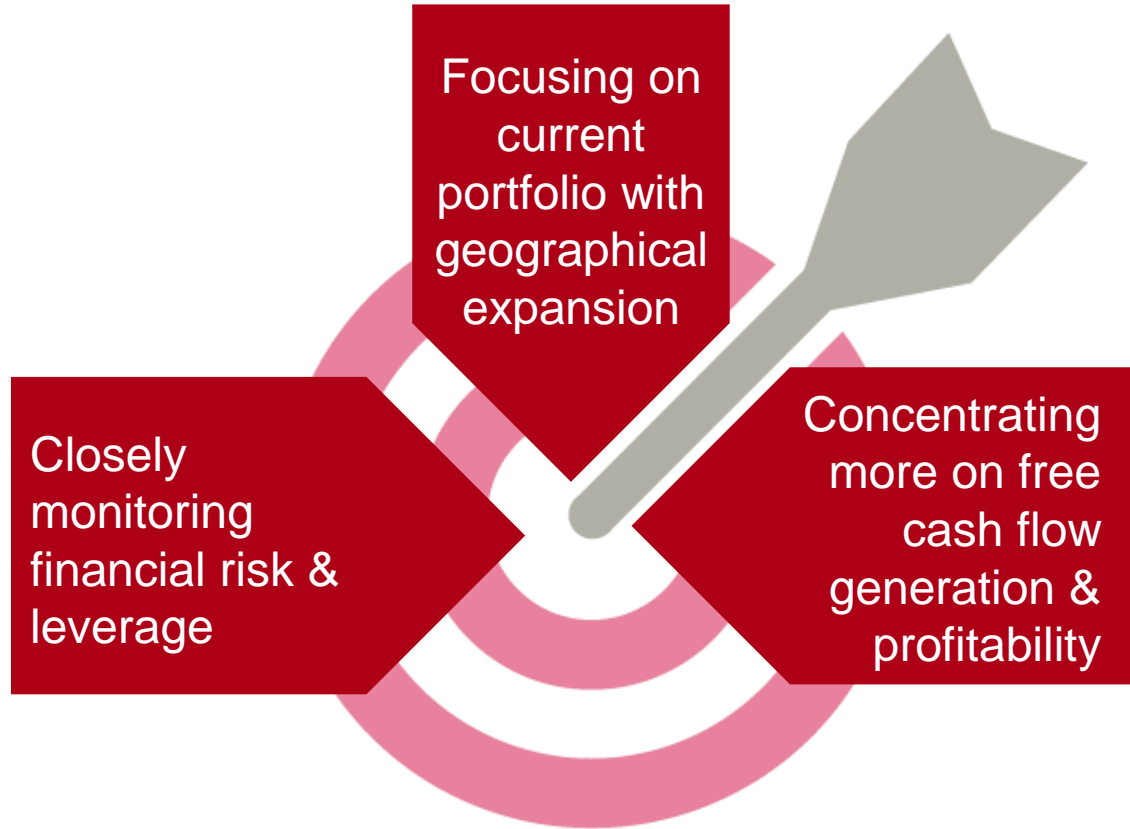 Focusing on
current
portfolio with
geographical
expansion
Closely
monitoring
financial risk &
leverage
Concentrating
more on free
cash flow
generation &
profitability